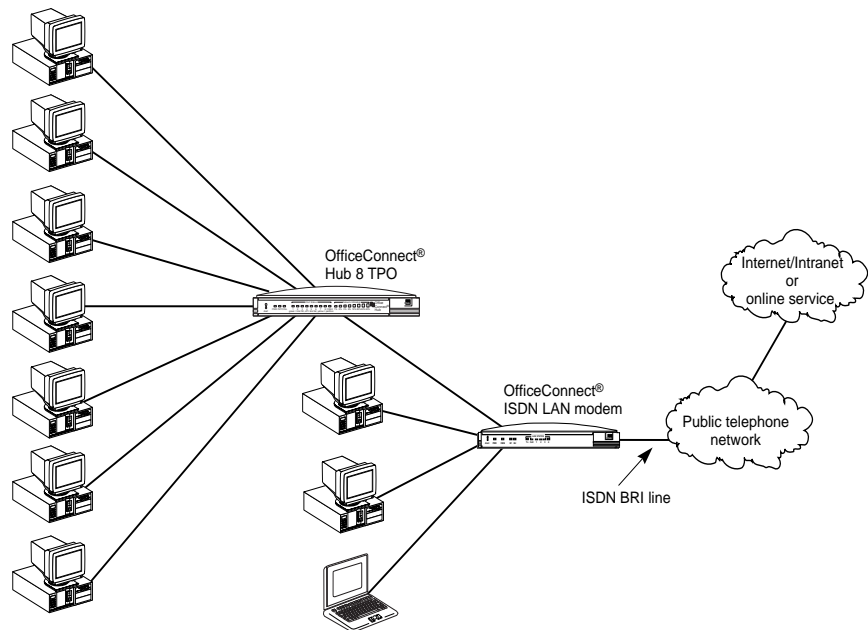 OfficeConnect®
Hub 8 TPO
Internet/Intranet
or
online service
OfficeConnect®
ISDN LAN modem
Public telephone
network
ISDN BRI line